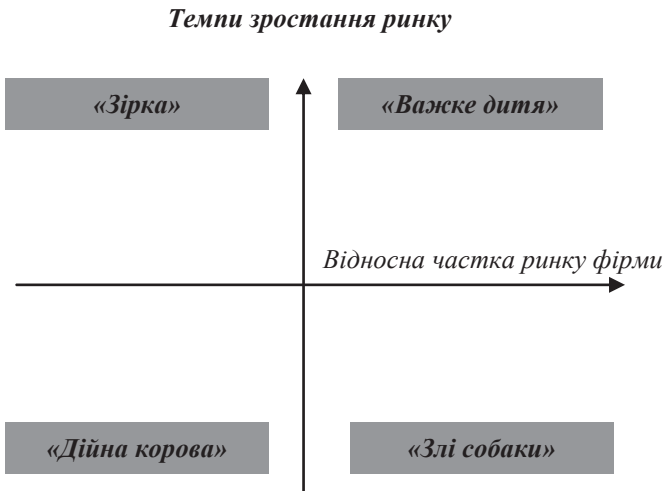 Темпи зростання ринку
«Зірка»
«Важке дитя»
Відносна частка ринку фірми
«Дійна корова»
«Злі собаки»